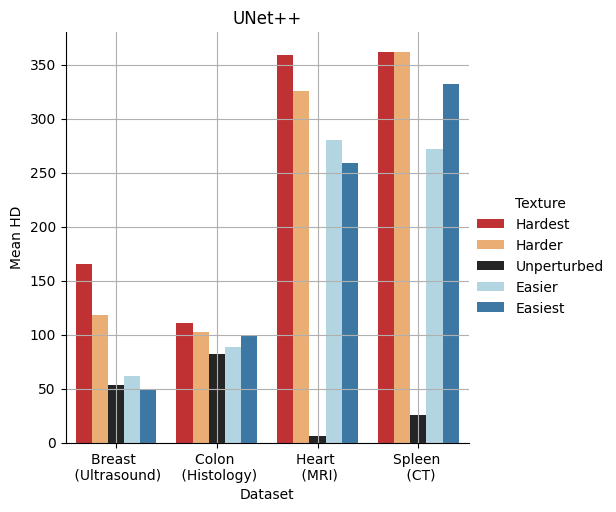 UNet++
Mean HD
350
300
250
200
150
100
50
0
Breast
(Ultrasound)
Colon
(Histology)
Heart
(MRI)
Spleen
(CT)
Dataset
Texture
Hardest
Harder
Unperturbed
Easier
Easiest